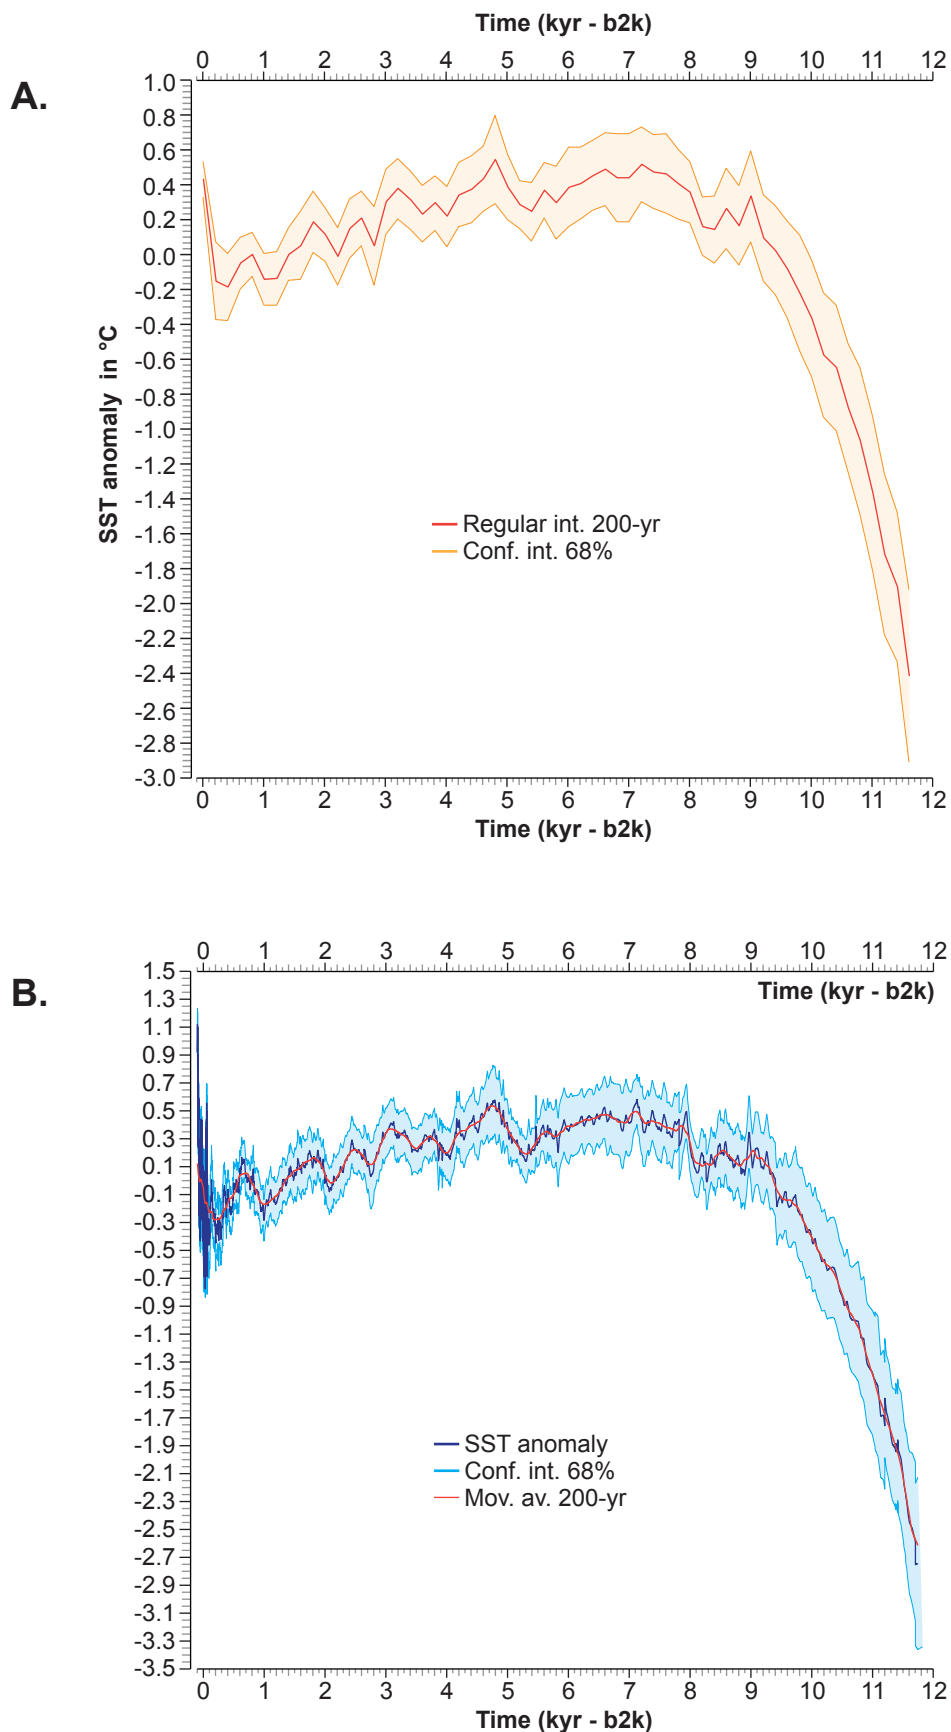 Time (kyr - b2k)
0 1 2 3 4 5 6 7 8 9 10 11 12
A.
1.0
0.8
0.6
0.4
0.2
0.0
-0.2
-0.4
-0.6
-0.8
-1.0
-1.2
-1.4
-1.6
-1.8
-2.0
-2.2
-2.4
-2.6
-2.8
-3.0
SST anomaly in °C
Regular int. 200-yr
Conf. int. 68%
0 1 2 3 4 5 6 7 8 9 10 11 12
Time (kyr - b2k)
0 1 2 3 4 5 6 7 8 9 10 11 12
Time (kyr - b2k)
B.
1.5
1.3
1.1
0.9
0.7
0.5
0.3
0.1
-0.1
-0.3
-0.5
-0.7
-0.9
-1.1
-1.3
-1.5
-1.7
-1.9
-2.1
-2.3
-2.5
-2.7
-2.9
-3.1
-3.3
-3.5
SST anomaly
Conf. int. 68%
Mov. av. 200-yr
0 1 2 3 4 5 6 7 8 9 10 11 12
Time (kyr - b2k)